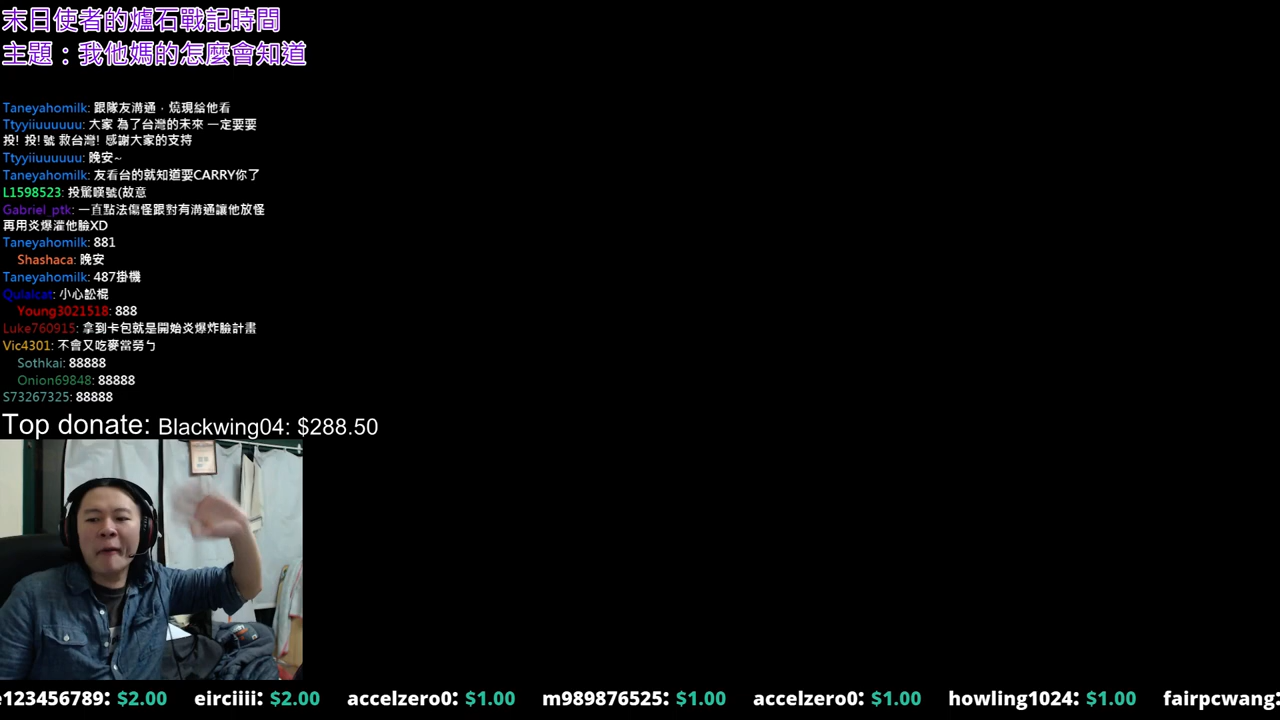 末日使者的爐石戰記時間
主題：我他媽的怎麼會知道
Taneyahomilk: 跟隊友溝通，燒現給他看
Ttyyiiuuuuuu: 大家 為了台灣的未來 一定要要
投! 投! 號 救台灣! 感謝大家的支持
Ttyyiiuuuuuu: 晚安~
Taneyahomilk: 友看台的就知道要CARRY你了
L1598523: 投驚嘆號(故意
Gabriel_ptk: 一直點法傷怪跟對有溝通讓他放怪
再用炎爆灌他臉XD
Taneyahomilk: 881
Shashaca: 晚安
Taneyahomilk: 487掛機
Quialcat: 小心訟棍
Young3021518: 888
Luke760915: 拿到卡包就是開始炎爆炸臉計畫
Vic4301: 不會又吃麥當勞ㄅ
Sothkai: 88888
Onion69848: 88888
S73267325: 88888
Top donate: Blackwing04: $288.50
e123456789: $2.00 eirciiii: $2.00 accelzero0: $1.00 m989876525: $1.00 accelzero0: $1.00 howling1024: $1.00 fairpcwang: